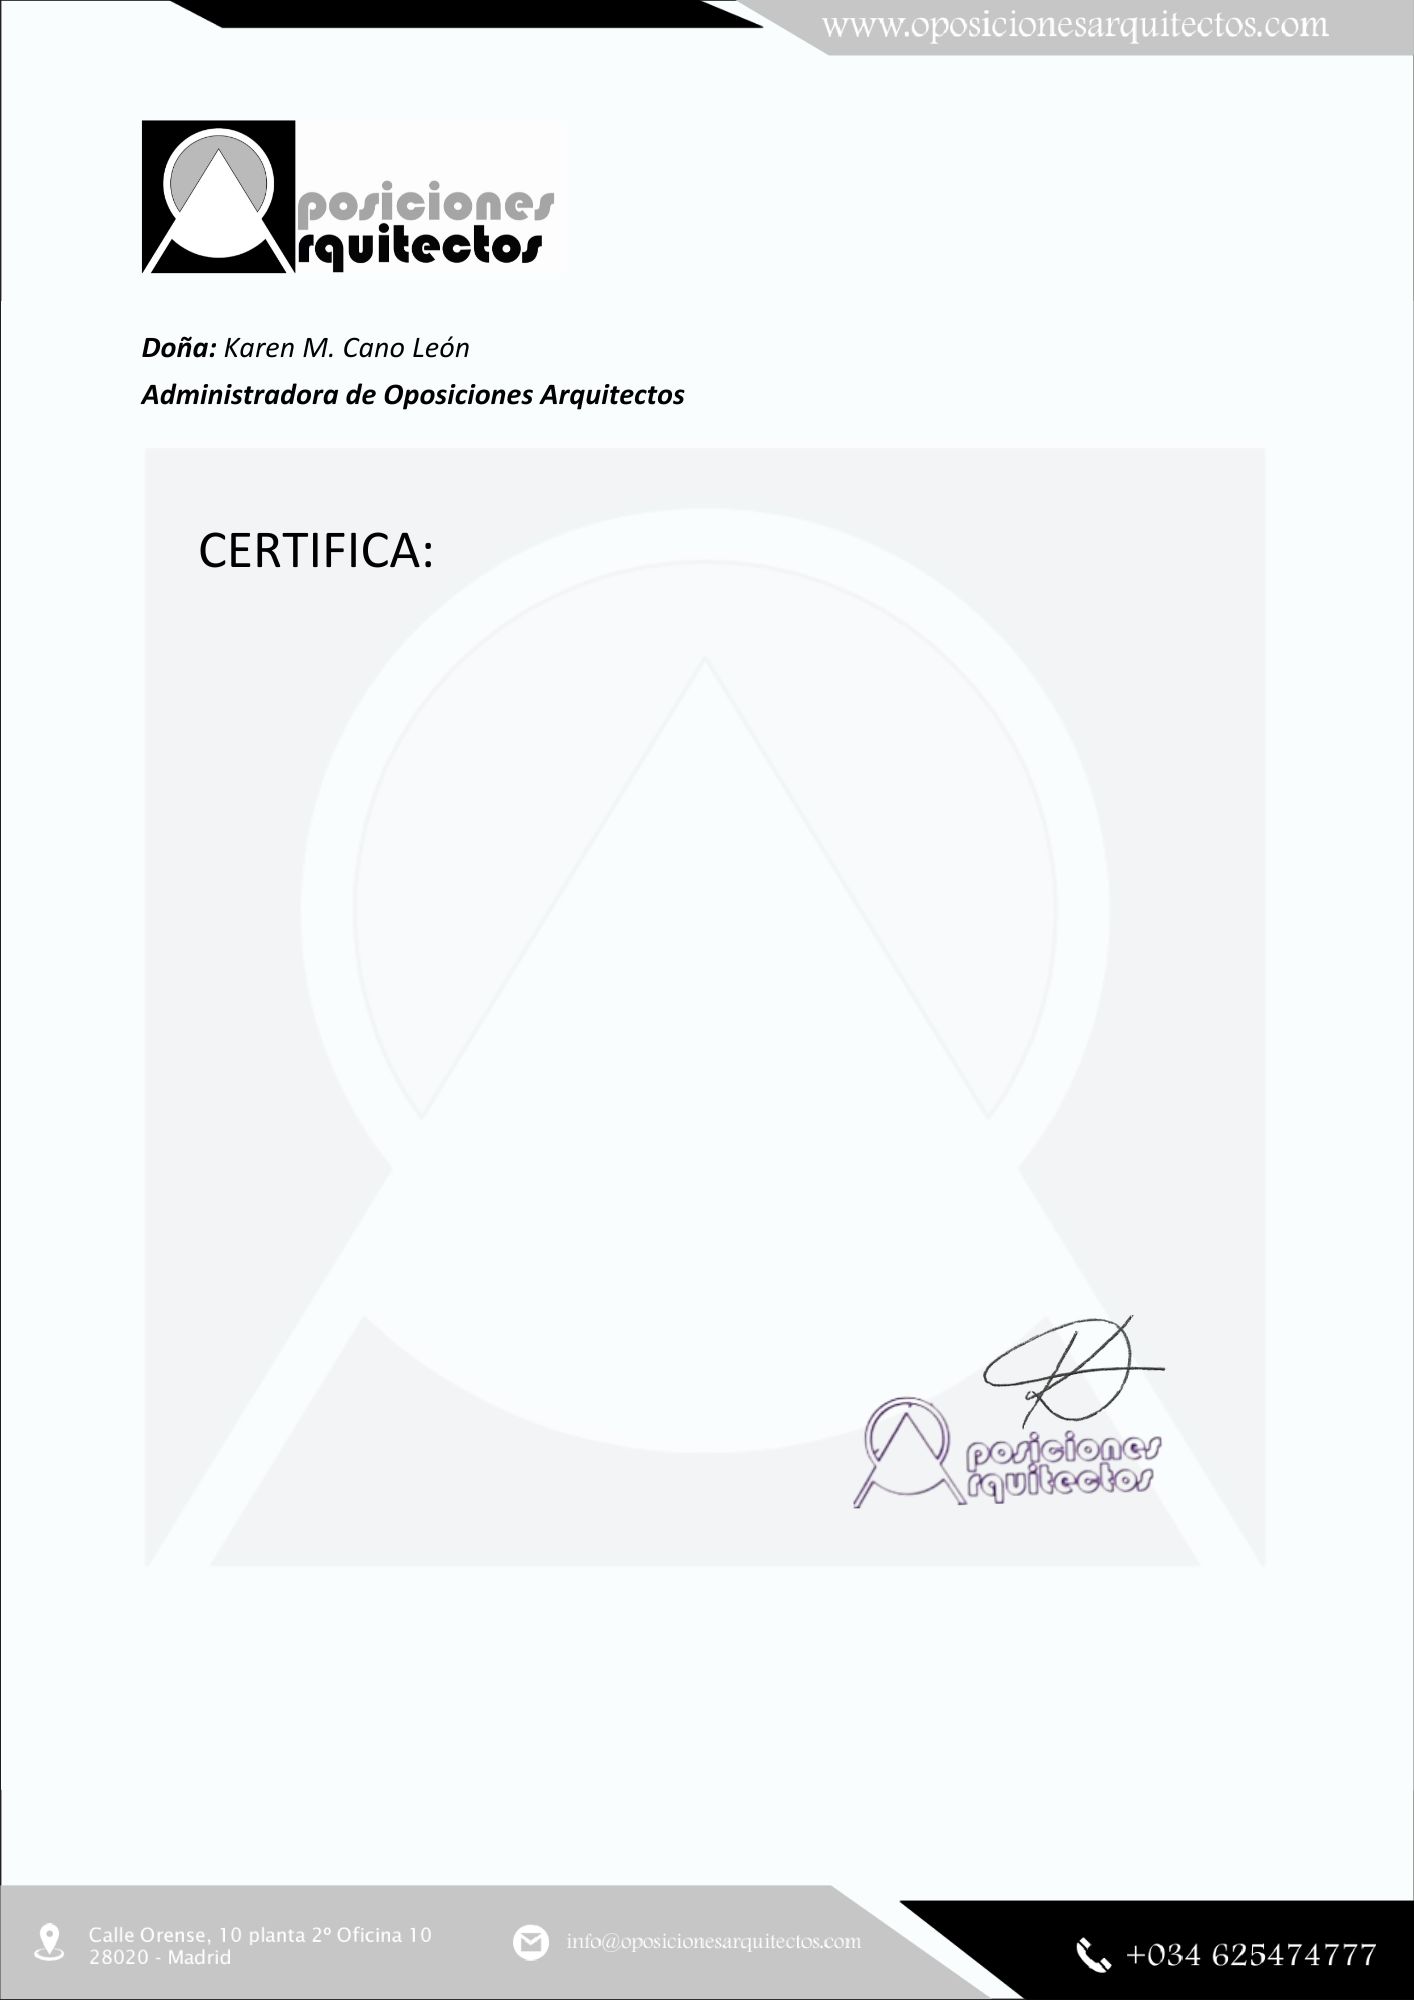 www.oposicionesarquitectos.com
posiciones
rquitectos
Doña: Karen M. Cano León
Administradora de Oposiciones Arquitectos
CERTIFICA:
posiciones
rquitectos
Calle Orense, 10 planta 2º Oficina 10
28020 - Madrid
info@oposicionesarquitectos.com
+034 625474777